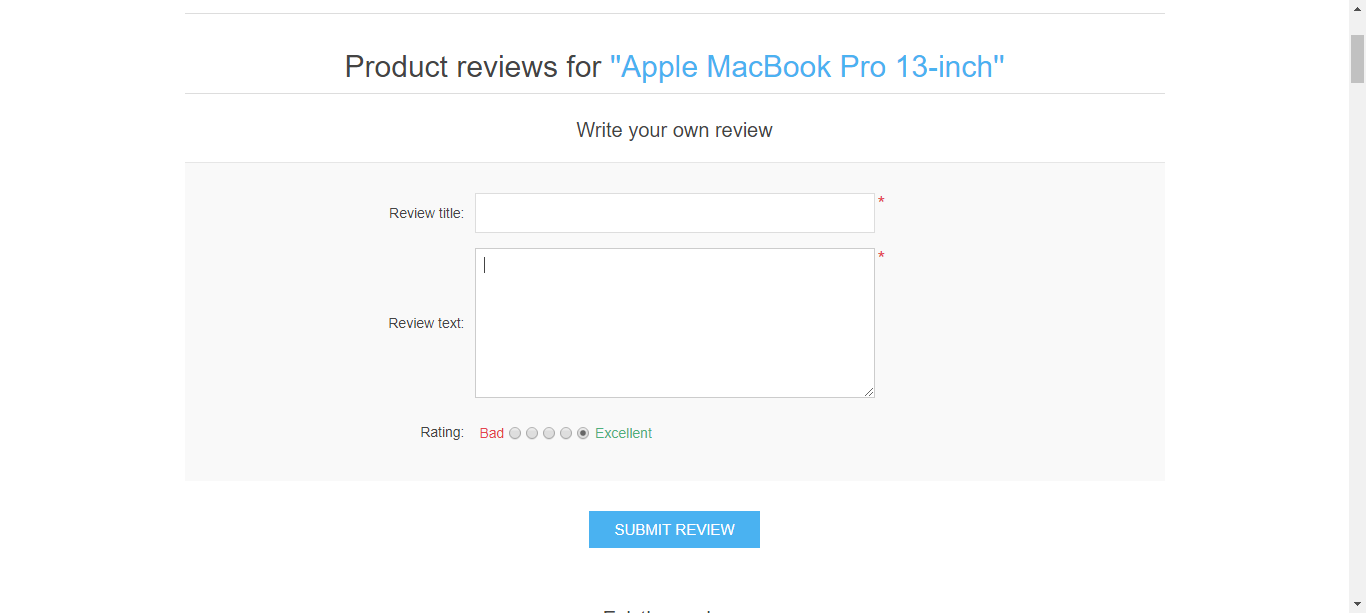 Product reviews for "Apple MacBook Pro 13-inch"
Write your own review
Review title: *
Review text: *
Rating: Bad Excellent
SUBMIT REVIEW